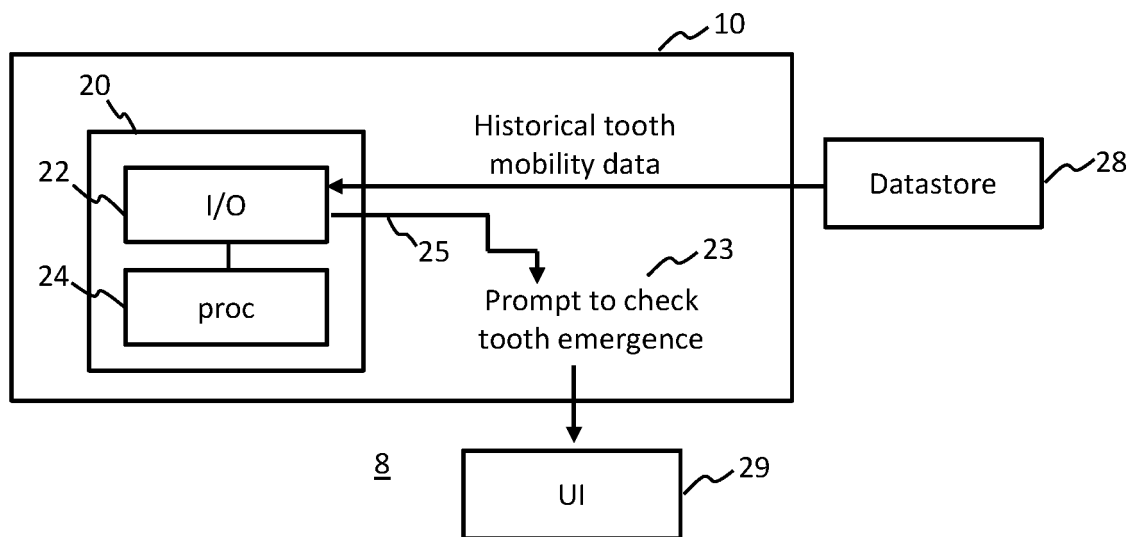 10
20
Historical tooth
mobility data
22
I/O
Datastore
28
25
23
24
proc
Prompt to check
tooth emergence
8
UI
29